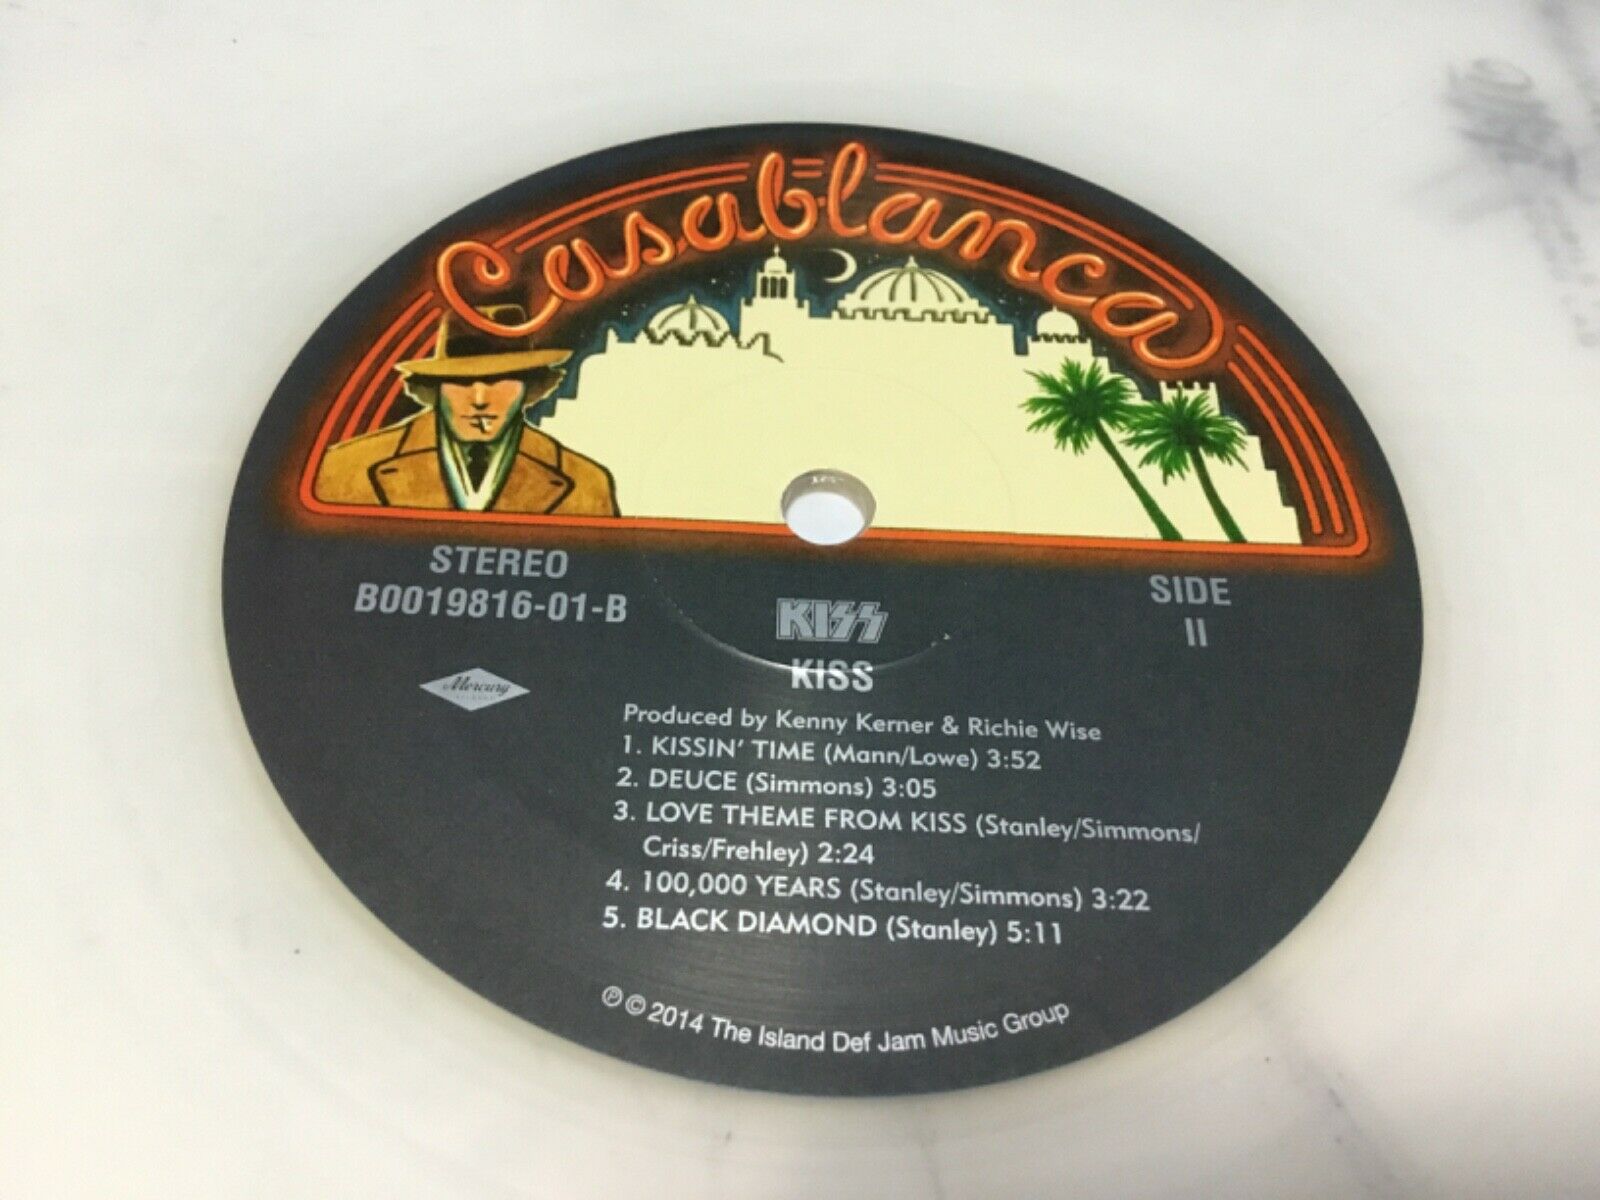 Casablanca
STEREO
B0019816-01-B
SIDE
II
Mercury
KISS
KISS
Produced by Kenny Kerner & Richie Wise
1. KISSIN' TIME (Mann/Lowe) 3:52
2. DEUCE (Simmons) 3:05
3. LOVE THEME FROM KISS (Stanley/Simmons/
Criss/Frehley) 2:24
4. 100,000 YEARS (Stanley/Simmons) 3:22
5. BLACK DIAMOND (Stanley) 5:11
℗ © 2014 The Island Def Jam Music Group